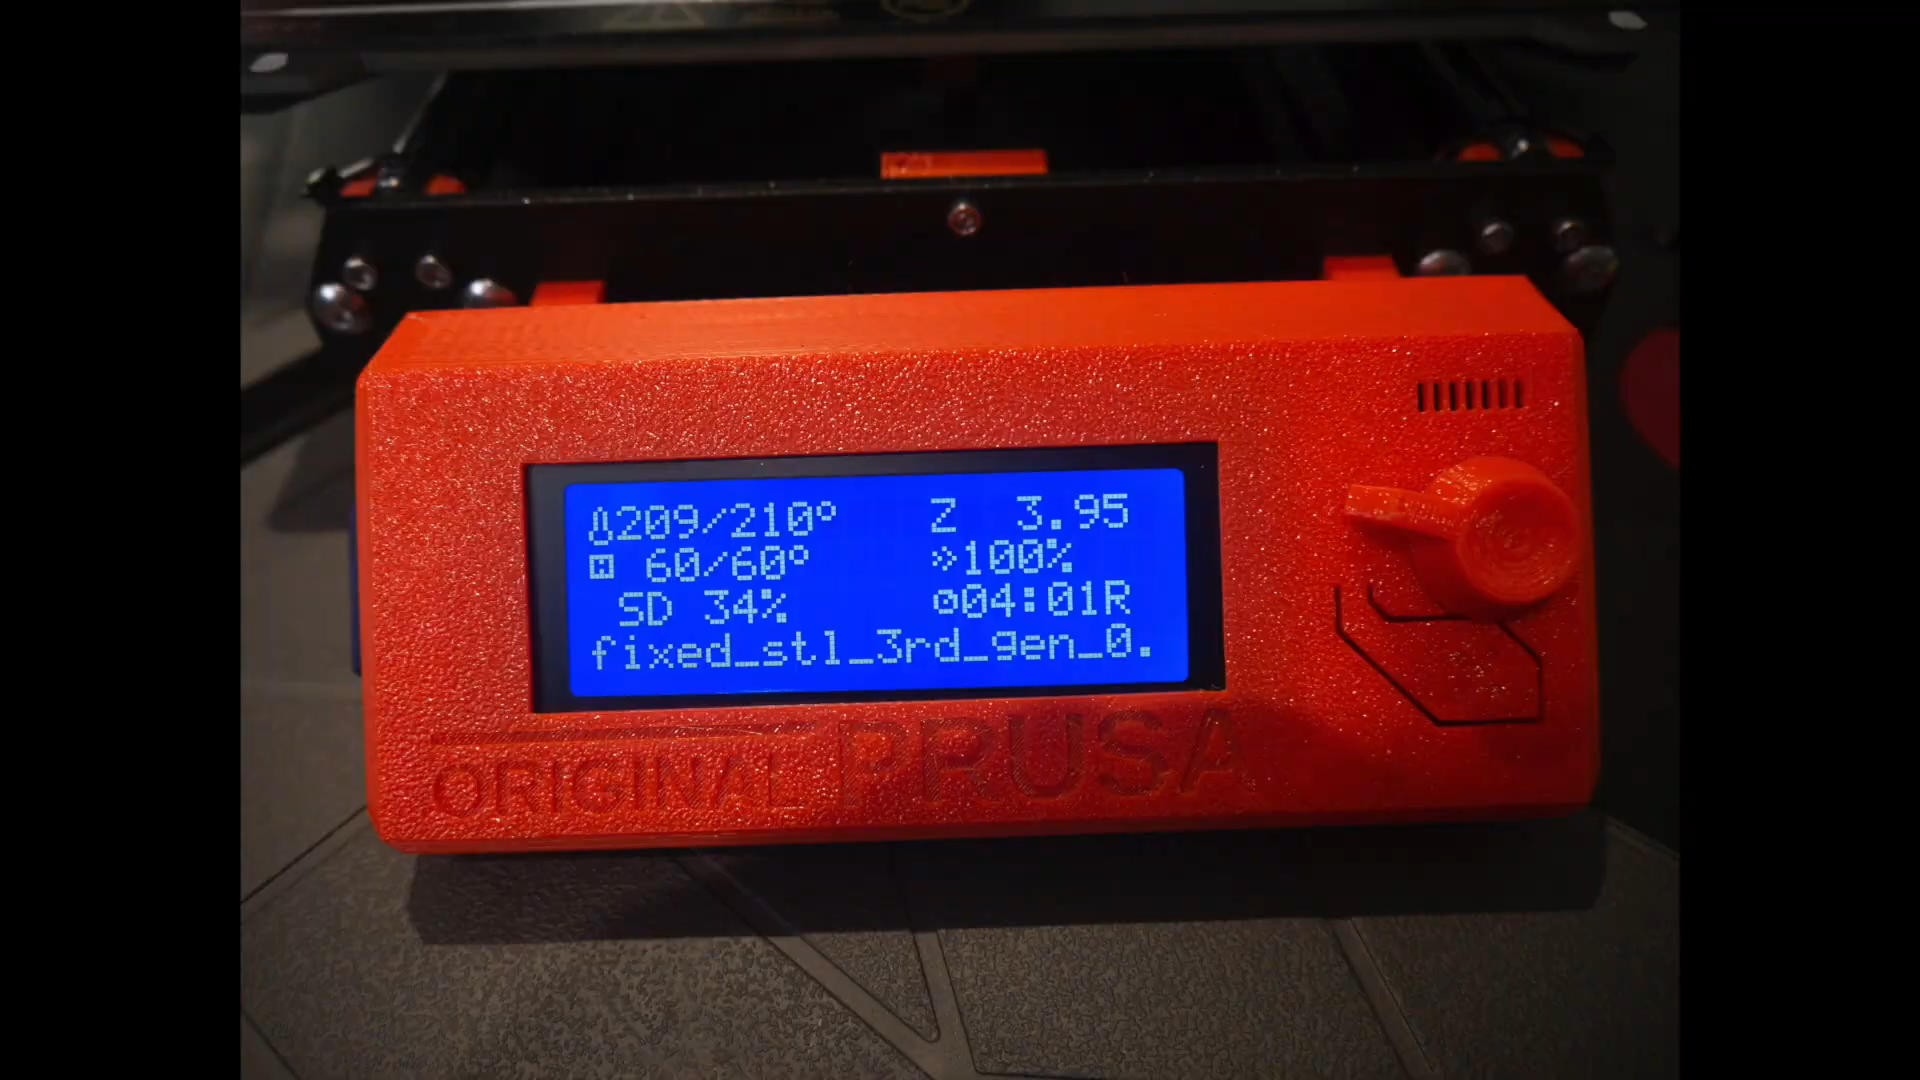 209/210° Z 3.95
60/60° 100%
SD 34% 04:01R
fixed_stl_3rd_gen_0.
ORIGINAL PRUSA